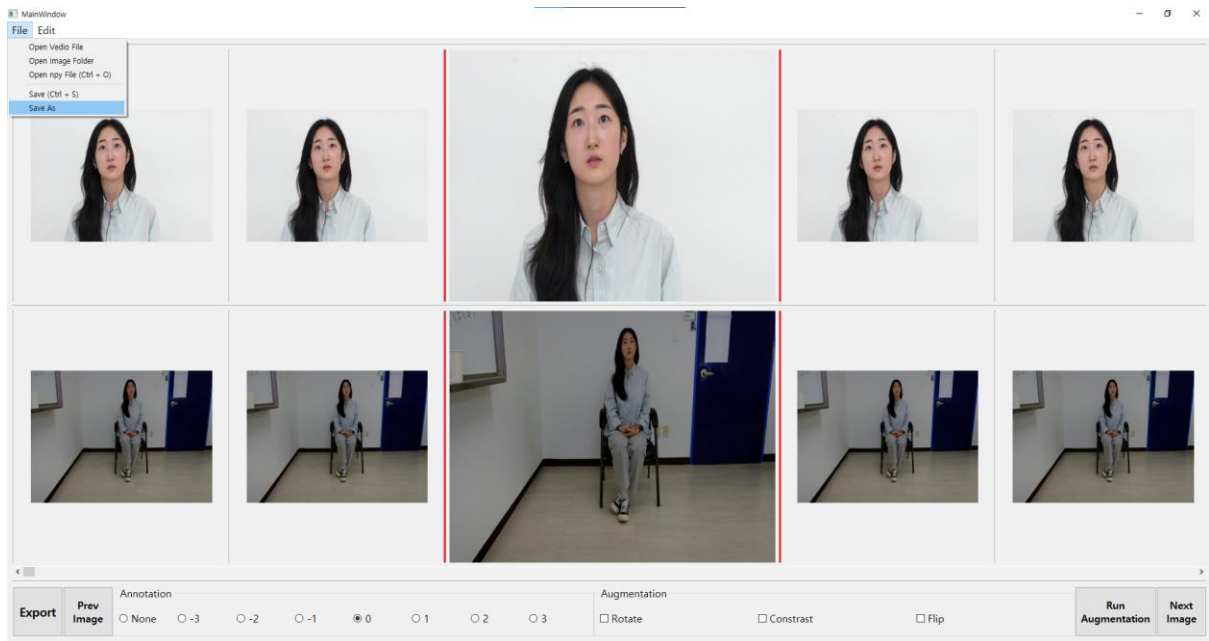 MainWindow
File Edit
Open Vedio File
Open Image Folder
Open npy File (Ctrl + O)
Save (Ctrl + S)
Save As
Export
Prev
Image
Annotation
None -3 -2 -1 0 1 2 3
Augmentation
Rotate Constrast Flip
Run
Augmentation
Next
Image